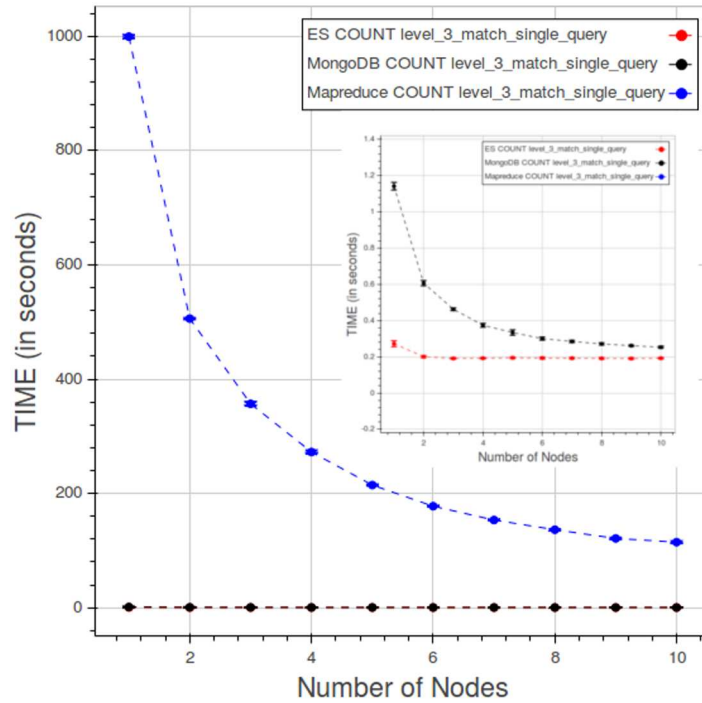 ES COUNT level_3_match_single_query
MongoDB COUNT level_3_match_single_query
Mapreduce COUNT level_3_match_single_query
TIME (in seconds)
1000
800
600
400
200
0
2
4
6
8
10
Number of Nodes
ES COUNT level_3_match_single_query
MongoDB COUNT level_3_match_single_query
Mapreduce COUNT level_3_match_single_query
TIME (in seconds)
1.4
1.2
1
0.8
0.6
0.4
0.2
0
-0.2
2
4
6
8
10
Number of Nodes